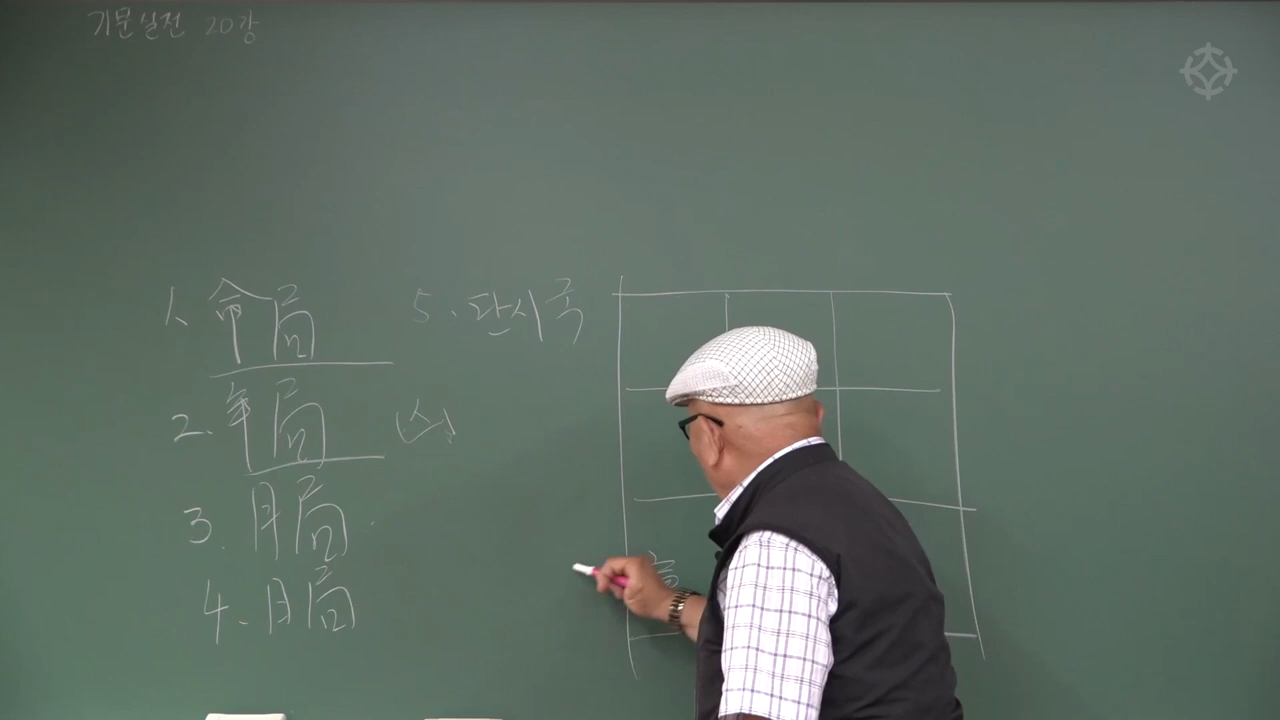 기문실전 20강
1. 命局
2. 年局 凶
3. 月局
4. 日局
5. 단시국